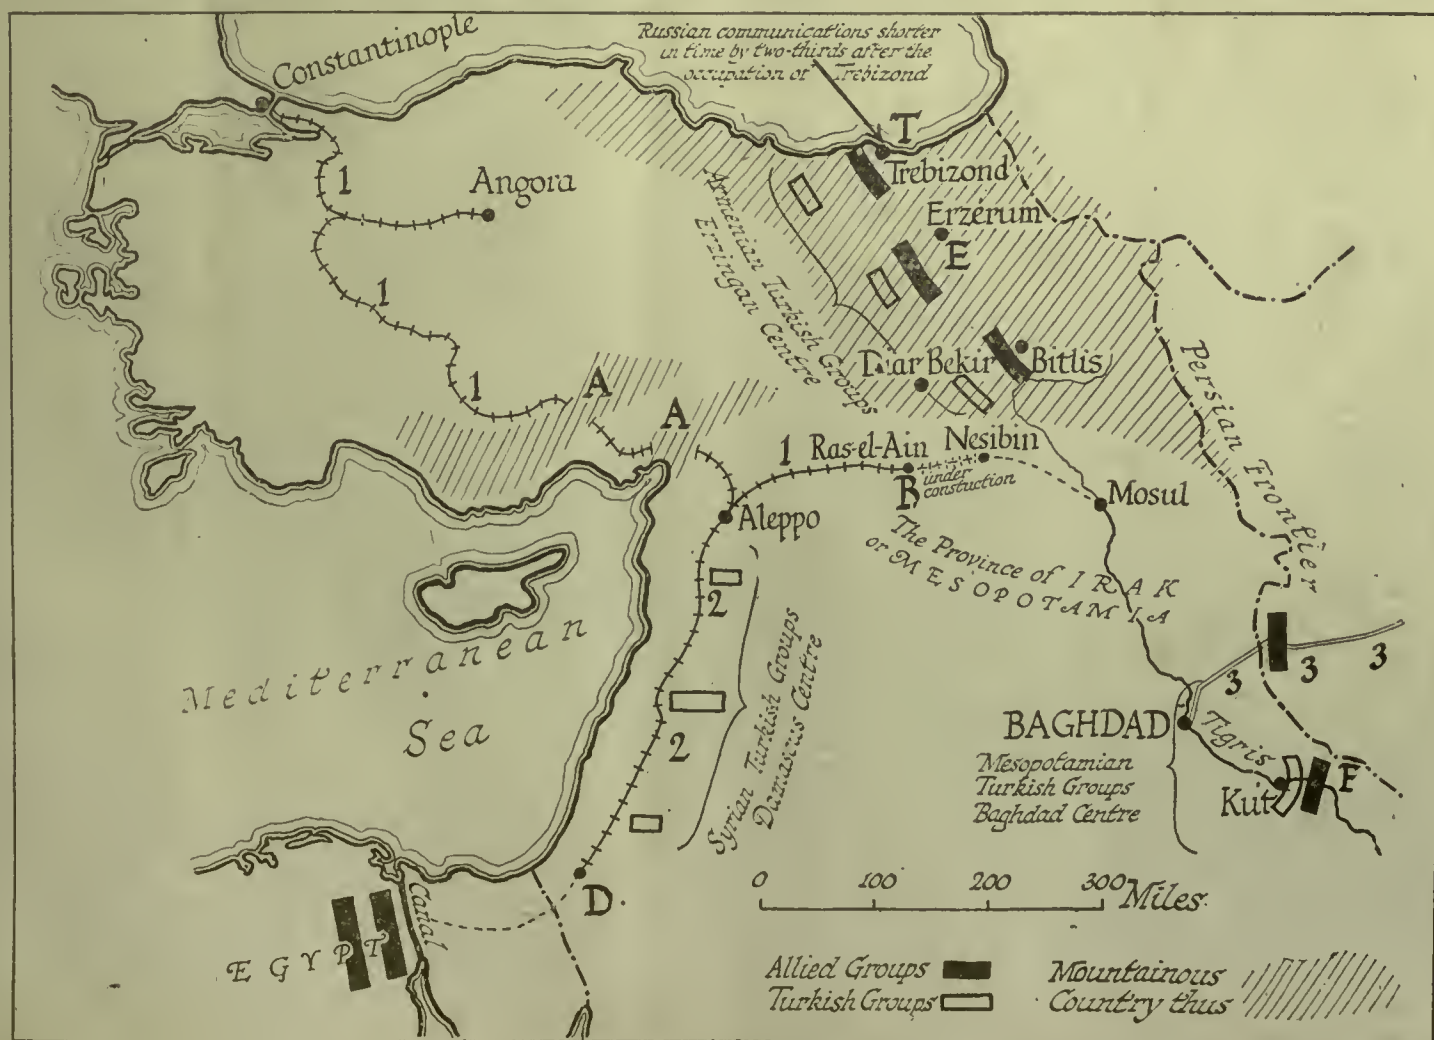 Constantinople
Russian communications shorter
in time by two-thirds after the
occupation of Trebizond
T
Trebizond
1
Angora
Armenian Turkish Groups
Erzingan Centre
Erzerum
E
1
Persian Frontier
1
A
Diar Bekir
Bitlis
A
1
Ras-el-Ain
Nesibin
B
under
constuction
Mosul
Aleppo
The Province of IRAK
or MESOPOTAMIA
2
Mediterranean
Sea
Syrian Turkish Groups
Damascus Centre
3
3
3
2
BAGHDAD
Tigris
Mesopotamian
Turkish Groups
Baghdad Centre
Kut
F
D.
Canal
EGYPT
0 100 200 300 Miles.
Allied Groups
Turkish Groups
Mountainous
Country thus